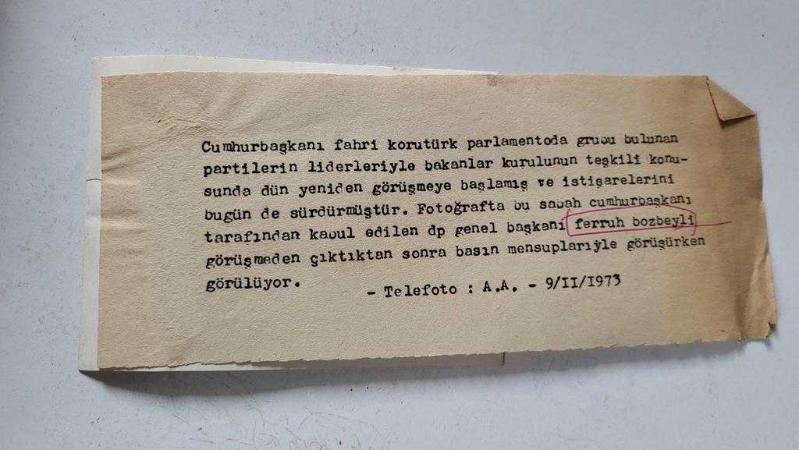 Cumhurbaşkanı fahri korutürk parlamentoda grubu bulunan
partilerin liderleriyle bakanlar kurulunun teşkili konu-
sunda dün yeniden görüşmeye başlamış ve istişarelerini
bugün de sürdürmüştür. Fotoğrafta bu sabah cumhurbaşkanı
tarafından kabul edilen dp genel başkanı ferruh bozbeyli
görüşmeden çıktıktan sonra basın mensuplarıyle görüşürken
görülüyor.
- Telefoto : A.A. - 9/II/1973